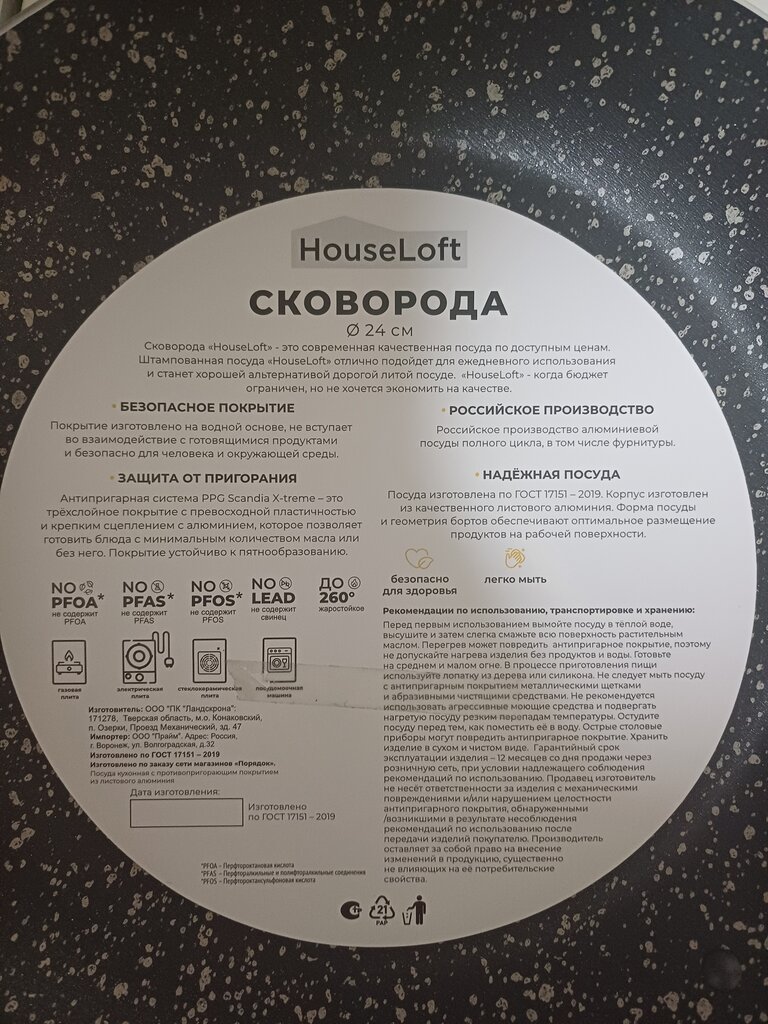 HouseLoft
СКОВОРОДА
Ø 24 см
Сковорода «HouseLoft» - это современная качественная посуда по доступным ценам.
Штампованная посуда «HouseLoft» отлично подойдет для ежедневного использования
и станет хорошей альтернативой дорогой литой посуде. «HouseLoft» - когда бюджет
ограничен, но не хочется экономить на качестве.
• БЕЗОПАСНОЕ ПОКРЫТИЕ
Покрытие изготовлено на водной основе, не вступает
во взаимодействие с готовящимися продуктами
и безопасно для человека и окружающей среды.
• РОССИЙСКОЕ ПРОИЗВОДСТВО
Российское производство алюминиевой
посуды полного цикла, в том числе фурнитуры.
• ЗАЩИТА ОТ ПРИГОРАНИЯ
Антипригарная система PPG Scandia X-treme – это
трёхслойное покрытие с превосходной пластичностью
и крепким сцеплением с алюминием, которое позволяет
готовить блюда с минимальным количеством масла или
без него. Покрытие устойчиво к пятнообразованию.
• НАДЁЖНАЯ ПОСУДА
Посуда изготовлена по ГОСТ 17151 – 2019. Корпус изготовлен
из качественного листового алюминия. Форма посуды
и геометрия бортов обеспечивают оптимальное размещение
продуктов на рабочей поверхности.
безопасно
для здоровья
легко мыть
NO
PFOA*
не содержит
PFOA
NO
PFAS*
не содержит
PFAS
NO
PFOS*
не содержит
PFOS
NO
LEAD
не содержит
свинец
ДО
260°
жаростойкое
газовая
плита
электрическая
плита
стеклокерамическая
плита
посудомоечная
машина
Изготовитель: ООО "ПК "Ландскрона":
171278, Тверская область, м.о. Конаковский,
п. Озерки, Проезд Механический, зд. 47
Импортер: ООО "Прайм". Адрес: Россия,
г. Воронеж, ул. Волгоградская, д.32
Изготовлено по ГОСТ 17151 – 2019
Изготовлено по заказу сети магазинов «Порядок».
Посуда кухонная с противопригорающим покрытием
из листового алюминия
Дата изготовления:
Изготовлено
по ГОСТ 17151 – 2019
*PFOA – Перфтороктановая кислота
*PFAS – Перфторалкильные и полифторалкильные соединения
*PFOS – Перфтороктансульфоновая кислота
Рекомендации по использованию, транспортировке и хранению:
Перед первым использованием вымойте посуду в тёплой воде,
высушите и затем слегка смажьте всю поверхность растительным
маслом. Перегрев может повредить антипригарное покрытие, поэтому
не допускайте нагрева изделия без продуктов и воды. Готовьте
на среднем и малом огне. В процессе приготовления пищи
используйте лопатку из дерева или силикона. Не следует мыть посуду
с антипригарным покрытием металлическими щетками
и абразивными чистящими средствами. Не рекомендуется
использовать агрессивные моющие средства и подвергать
нагретую посуду резким перепадам температуры. Остудите
посуду перед тем, как поместить её в воду. Острые столовые
приборы могут повредить антипригарное покрытие. Хранить
изделие в сухом и чистом виде. Гарантийный срок
эксплуатации изделия – 12 месяцев со дня продажи через
розничную сеть, при условии надлежащего соблюдения
рекомендаций по использованию. Продавец изготовитель
не несёт ответственности за изделия с механическими
повреждениями и/или нарушением целостности
антипригарного покрытия, обнаруженными
/возникшими в результате несоблюдения
рекомендаций по использованию после
передачи изделий покупателю. Производитель
оставляет за собой право на внесение
изменений в продукцию, существенно
не влияющих на её потребительские
свойства.
21
PAP